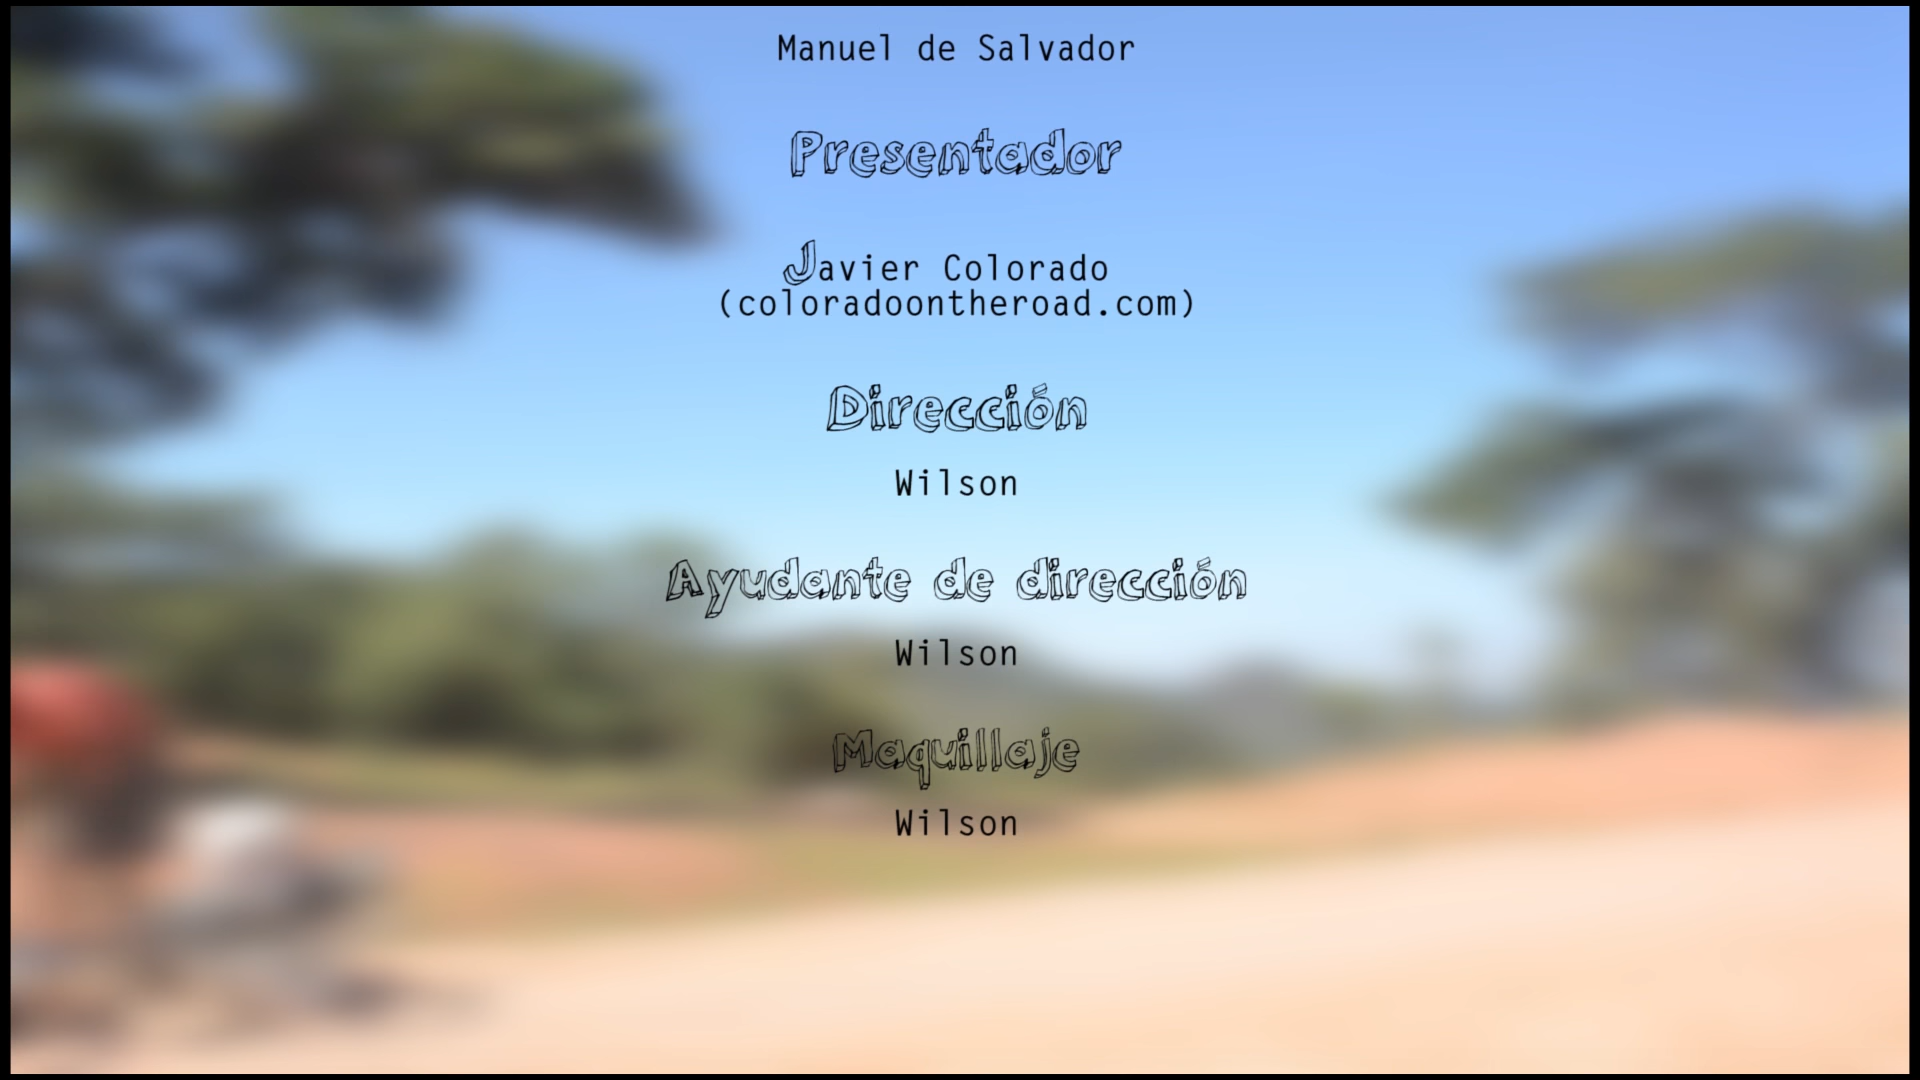 Manuel de Salvador
Presentador
Javier Colorado
(coloradoontheroad.com)
Dirección
Wilson
Ayudante de dirección
Wilson
Maquillaje
Wilson